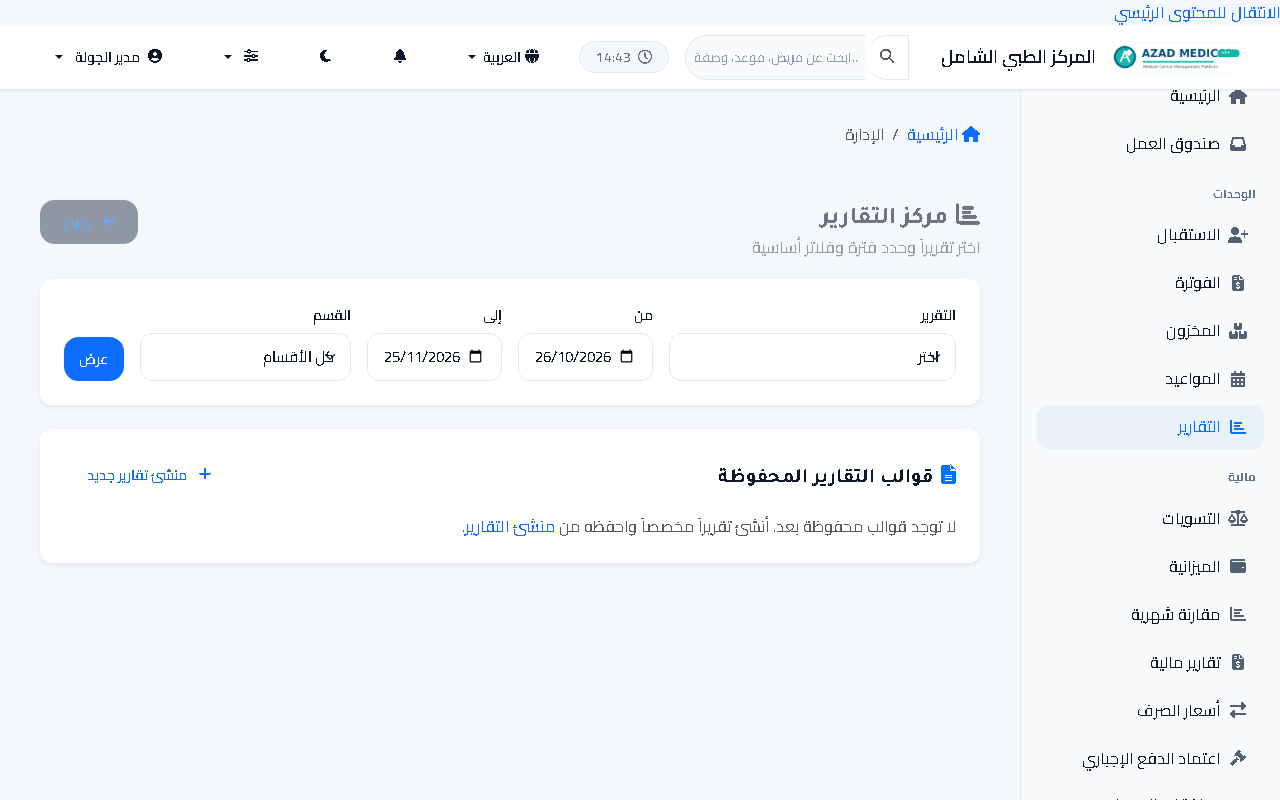 الانتقال للمحتوى الرئيسي
AZAD MEDIC
Medical Centre Management Platform
المركز الطبي الشامل
ابحث عن مريض، موعد، وصفة..
14:43
العربية
مدير الجولة
الرئيسية
صندوق العمل
الوحدات
الاستقبال
الفوترة
المخزون
المواعيد
التقارير
مالية
التسويات
الميزانية
مقارنة شهرية
تقارير مالية
أسعار الصرف
اعتماد الدفع الإجباري
الرئيسية / الإدارة
مركز التقارير
اختر تقريراً وحدد فترة وفلاتر أساسية
التقرير
من
إلى
القسم
اختر
26/10/2026
25/11/2026
كل الأقسام
عرض
قوالب التقارير المحفوظة
منشئ تقارير جديد
لا توجد قوالب محفوظة بعد. أنشئ تقريراً مخصصاً واحفظه من منشئ التقارير.